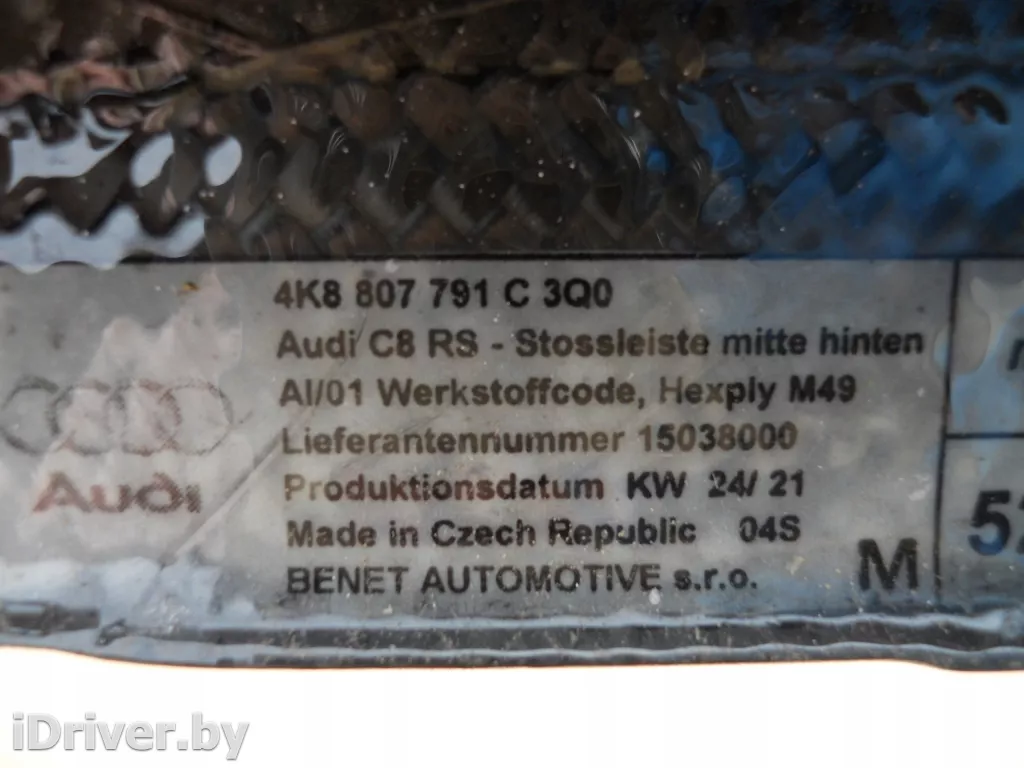 4K8 807 791 C 3Q0
Audi C8 RS - Stossleiste mitte hinten
AI/01 Werkstoffcode, Hexply M49
Lieferantennummer 15038000
Audi
Produktionsdatum KW 24/ 21
Made in Czech Republic 04S
BENET AUTOMOTIVE s.r.o.
M
iDriver.by